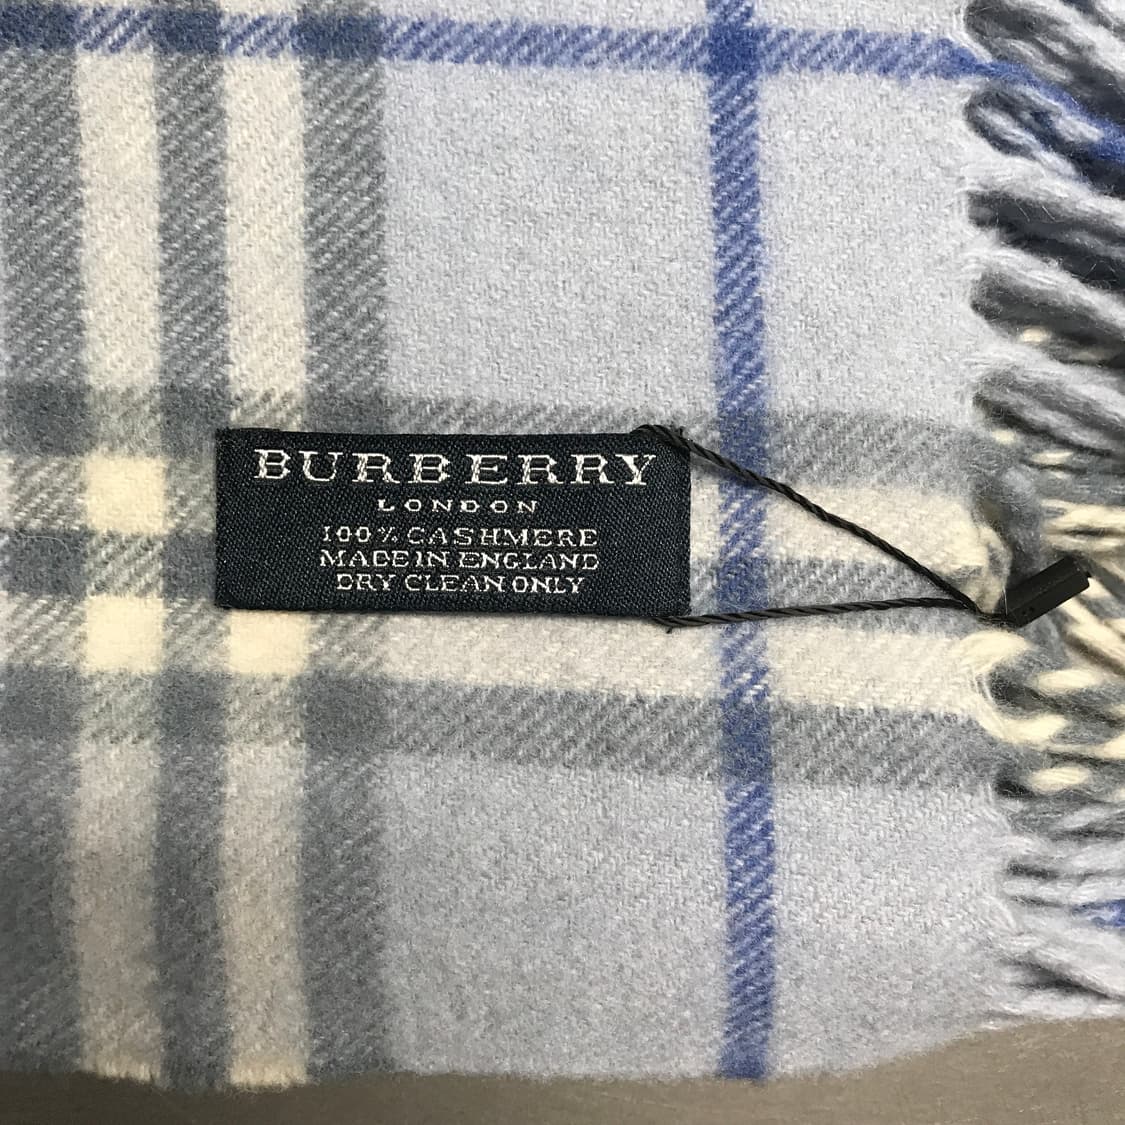 BURBERRY
LONDON
100% CASHMERE
MADE IN ENGLAND
DRY CLEAN ONLY